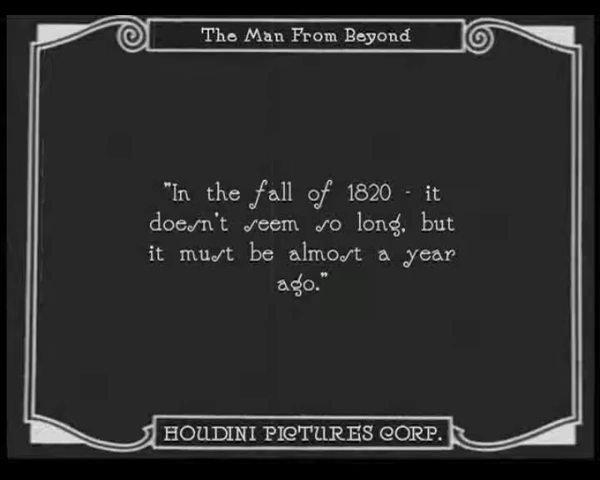 The Man From Beyond
"In the fall of 1820 - it
doesn't seem so long, but
it must be almost a year
ago."
HOUDINI PICTURES CORP.